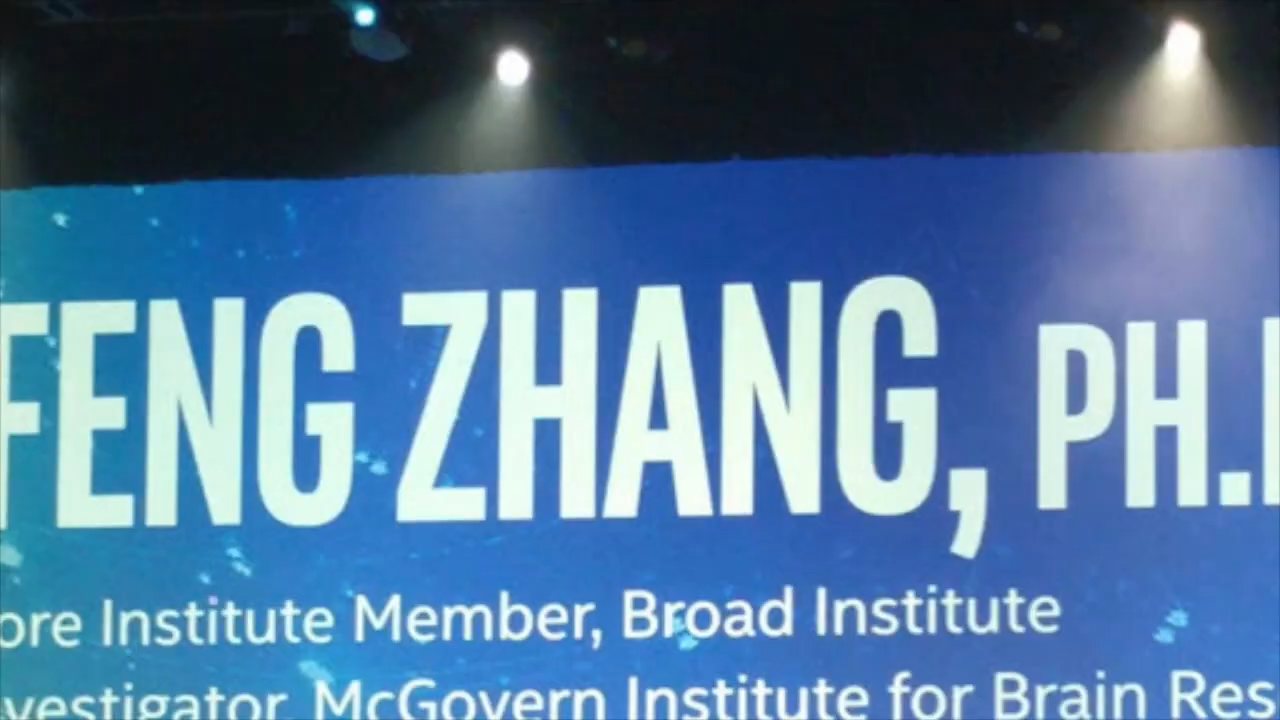 FENG ZHANG, PH.
ore Institute Member, Broad Institute
vestigator, McGovern Institute for Brain Res